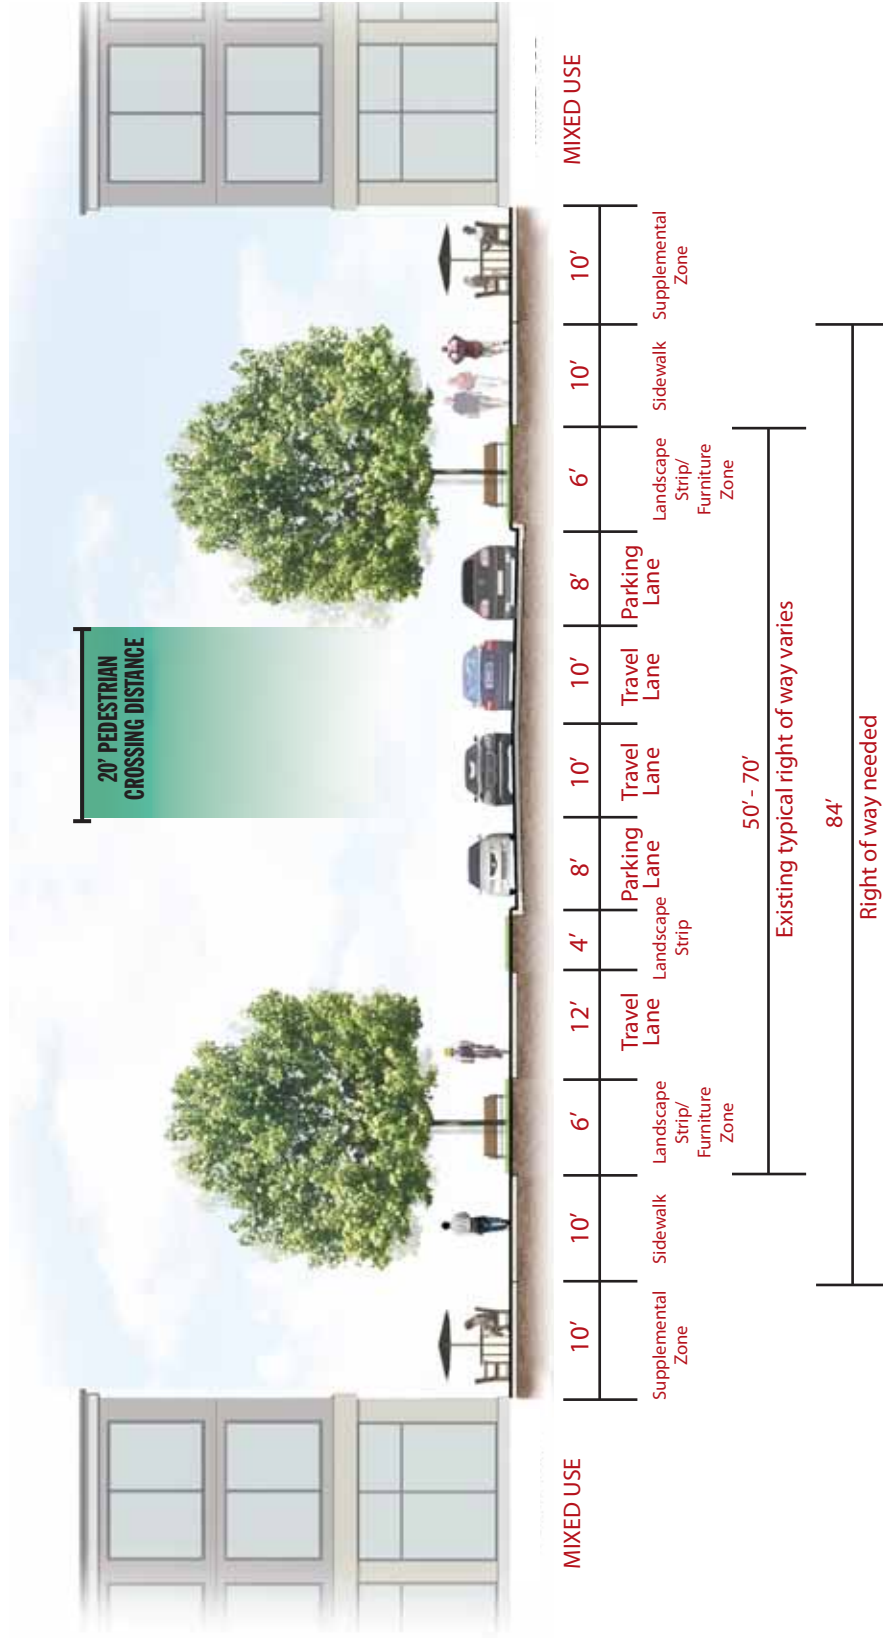 20’ PEDESTRIAN
CROSSING DISTANCE
MIXED USE
10’
10’
6’
12’
4’
8’
10’
10’
8’
6’
10’
10’
MIXED USE
Supplemental
Zone
Sidewalk
Landscape
Strip/
Furniture
Zone
Travel
Lane
Landscape
Strip
Parking
Lane
Travel
Lane
Travel
Lane
Parking
Lane
Landscape
Strip/
Furniture
Zone
Sidewalk
Supplemental
Zone
50’ - 70’
Existing typical right of way varies
84’
Right of way needed